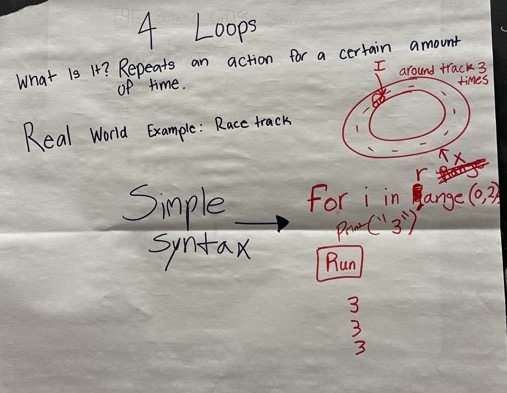 4 Loops
What Is It? Repeats an action for a certain amount
of time.
I
around track 3
times
Real World Example: Race track
x
r
Simple
syntax
For i in range (0,2)
Print("3")
Run
3
3
3